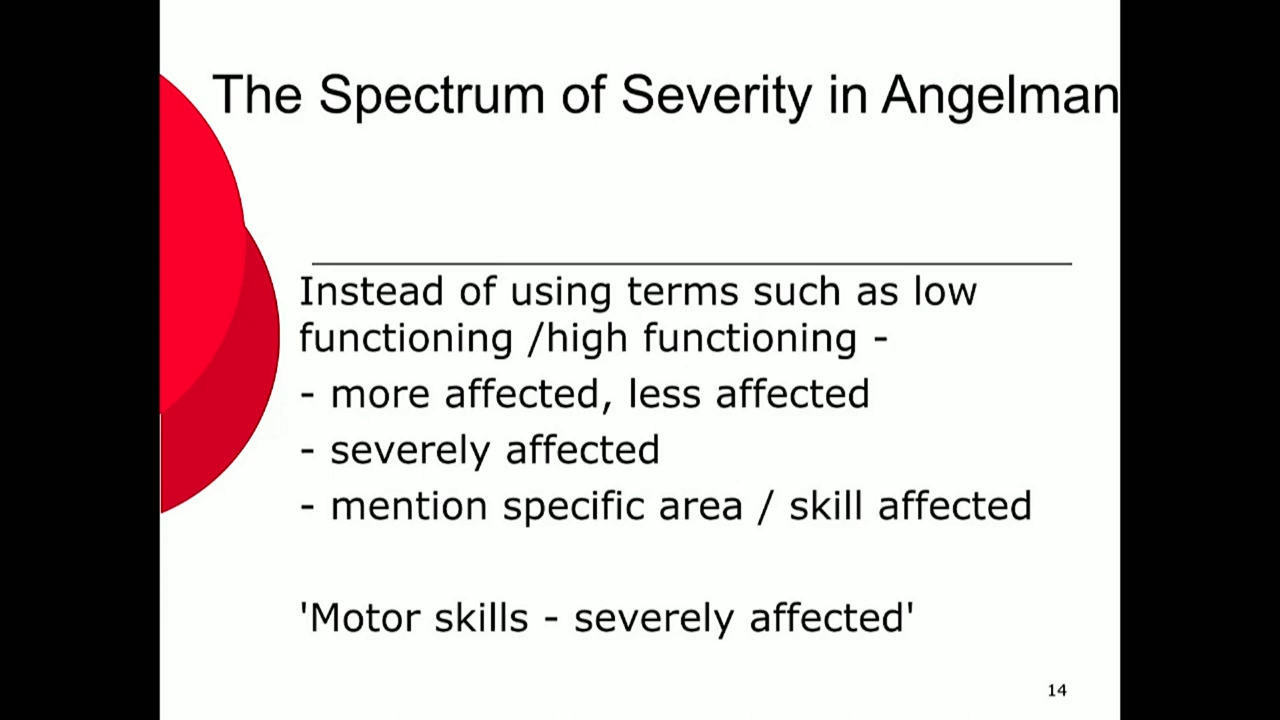 The Spectrum of Severity in Angelman
Instead of using terms such as low
functioning /high functioning -
- more affected, less affected
- severely affected
- mention specific area / skill affected
'Motor skills - severely affected'
14